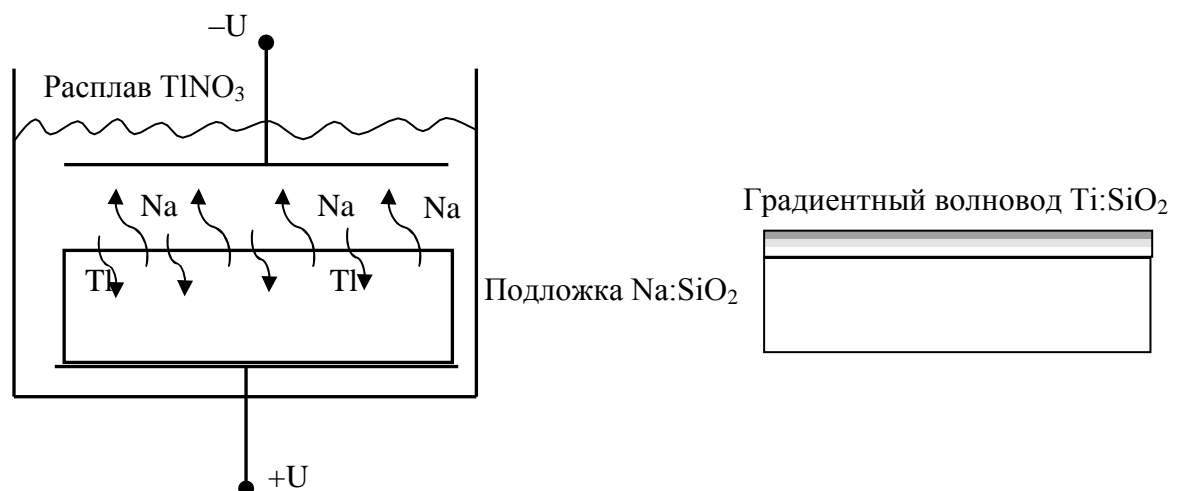 –U
Расплав TlNO3
Na
Na
Na
Tl
Tl
Подложка Na:SiO2
+U
Градиентный волновод Ti:SiO2